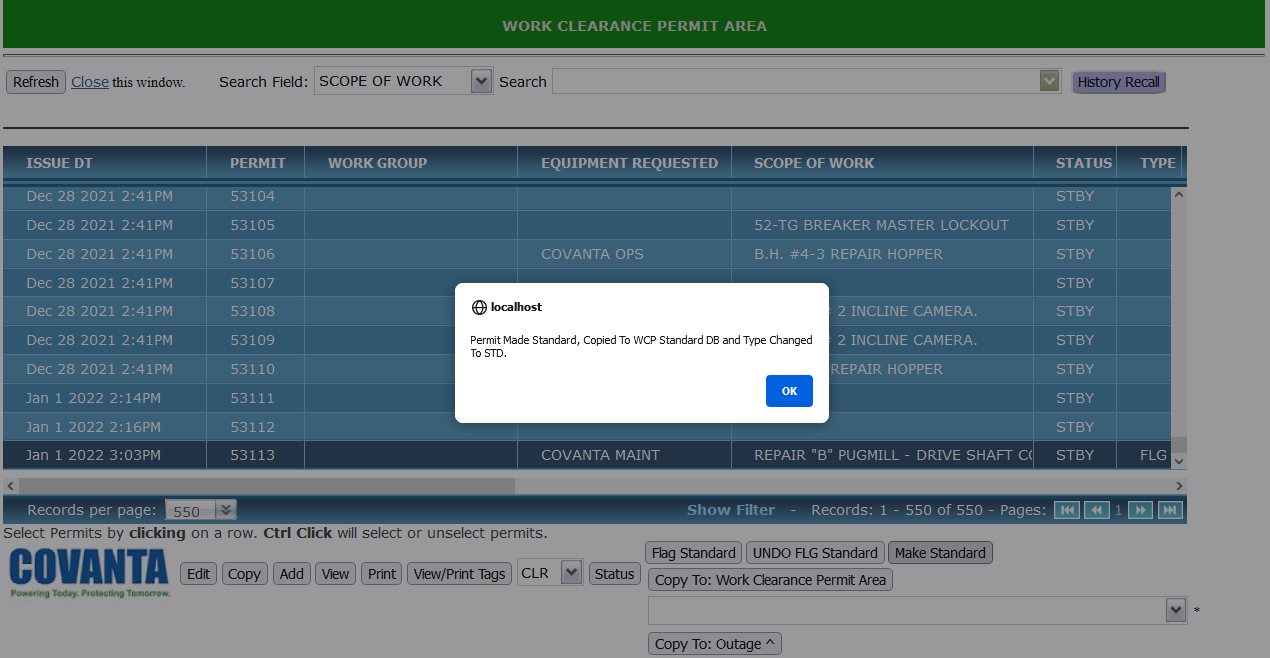 WORK CLEARANCE PERMIT AREA
Refresh Close this window. Search Field: SCOPE OF WORK Search History Recall
ISSUE DT PERMIT WORK GROUP EQUIPMENT REQUESTED SCOPE OF WORK STATUS TYPE
Dec 28 2021 2:41PM 53104 STBY
Dec 28 2021 2:41PM 53105 52-TG BREAKER MASTER LOCKOUT STBY
Dec 28 2021 2:41PM 53106 COVANTA OPS B.H. #4-3 REPAIR HOPPER STBY
Dec 28 2021 2:41PM 53107 STBY
Dec 28 2021 2:41PM 53108 2 INCLINE CAMERA. STBY
Dec 28 2021 2:41PM 53109 2 INCLINE CAMERA. STBY
Dec 28 2021 2:41PM 53110 REPAIR HOPPER STBY
Jan 1 2022 2:14PM 53111 STBY
Jan 1 2022 2:16PM 53112 STBY
Jan 1 2022 3:03PM 53113 COVANTA MAINT REPAIR "B" PUGMILL - DRIVE SHAFT CO STBY FLG
localhost
Permit Made Standard, Copied To WCP Standard DB and Type Changed
To STD.
OK
Records per page: 550 Show Filter - Records: 1 - 550 of 550 - Pages: 1
Select Permits by clicking on a row. Ctrl Click will select or unselect permits.
COVANTA
Powering Today. Protecting Tomorrow.
Edit Copy Add View Print View/Print Tags CLR Status
Flag Standard UNDO FLG Standard Make Standard
Copy To: Work Clearance Permit Area
*
Copy To: Outage ^